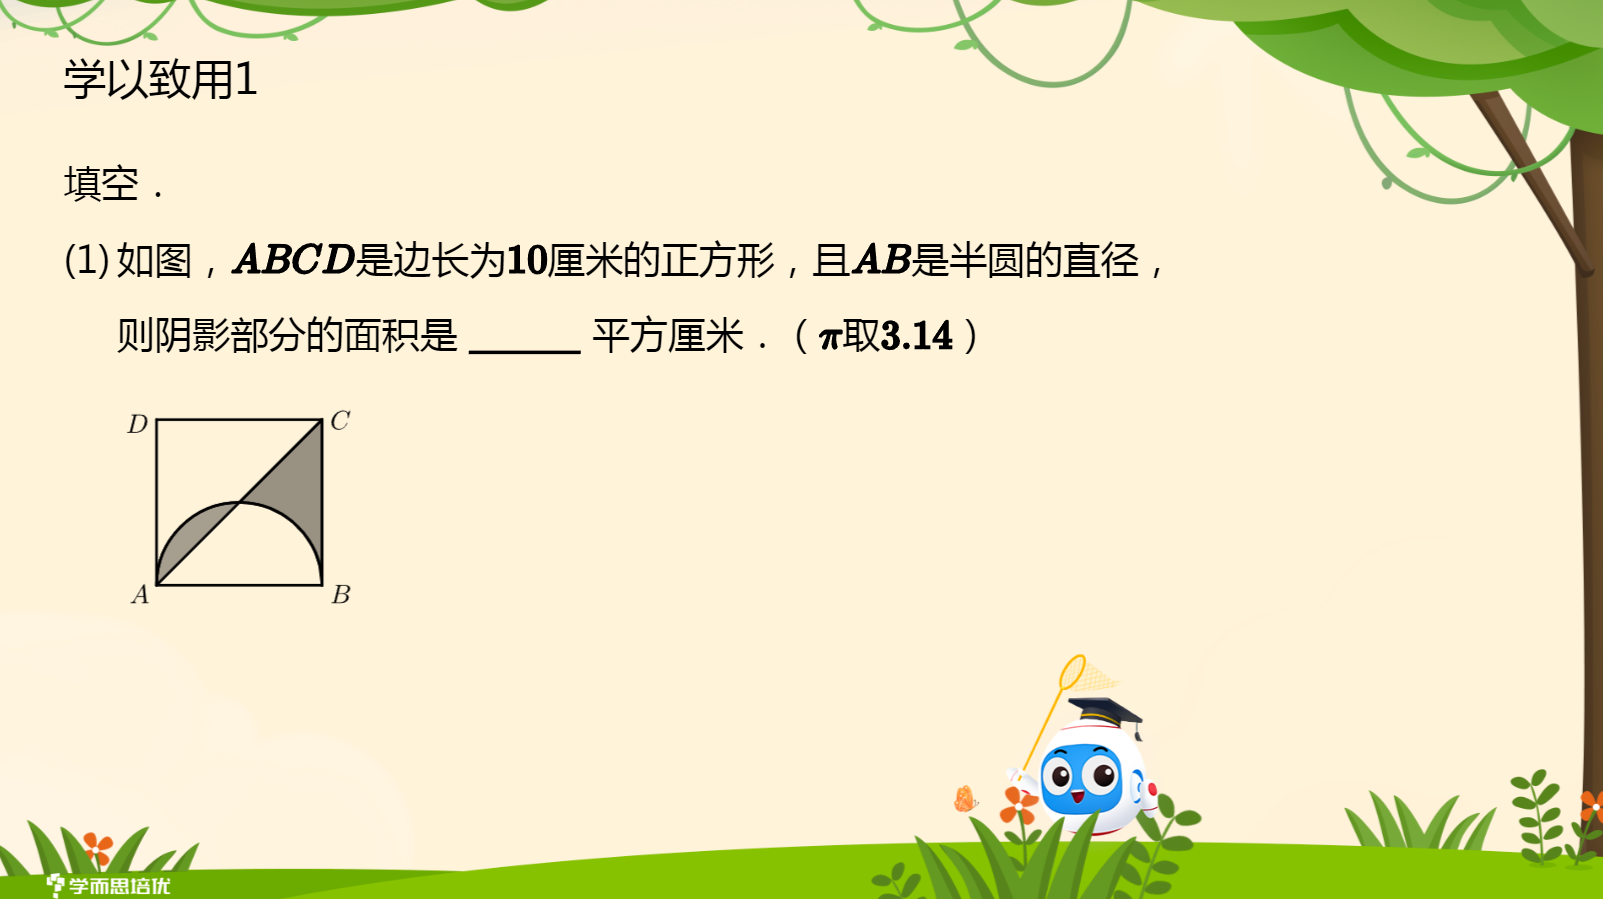 学以致用1
填空．
(1) 如图，ABCD是边长为10厘米的正方形，且AB是半圆的直径，
则阴影部分的面积是 ______ 平方厘米．（π取3.14）
D C
A B
学而思培优